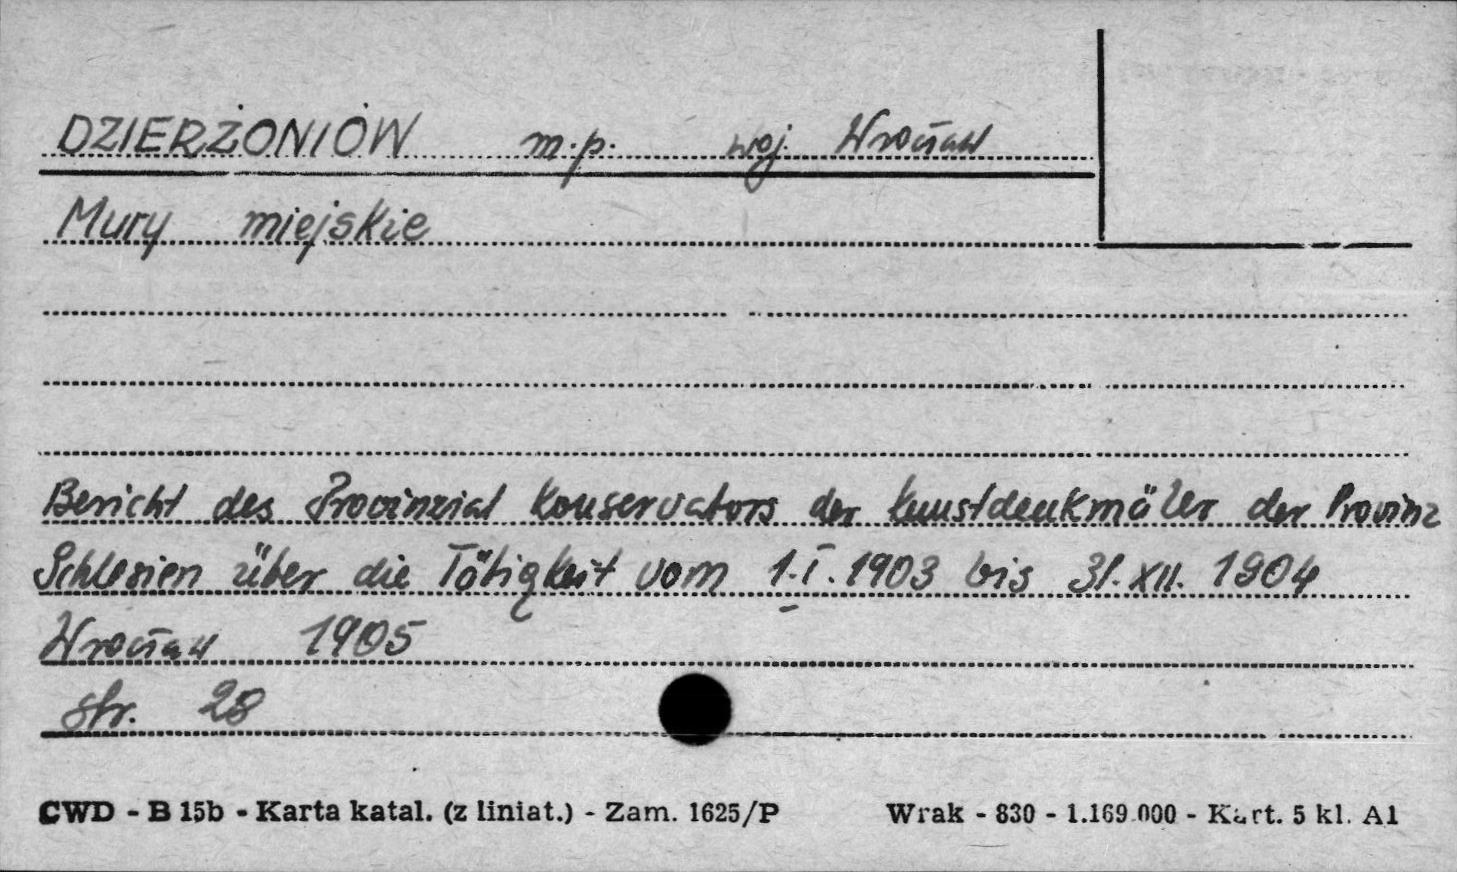 DZIERŻONIÓW m.p. woj. Wrocław
Mury miejskie
Bericht des Provinzial Konservators der Kunstdenkmäler der Provinz
Schlesien über die Tätigkeit vom 1.I.1903 bis 31.XII.1904
Wrocław 1905
str. 28
CWD - B 15b - Karta katal. (z liniat.) - Zam. 1625/P Wrak - 830 - 1.169.000 - Kart. 5 kl. A1